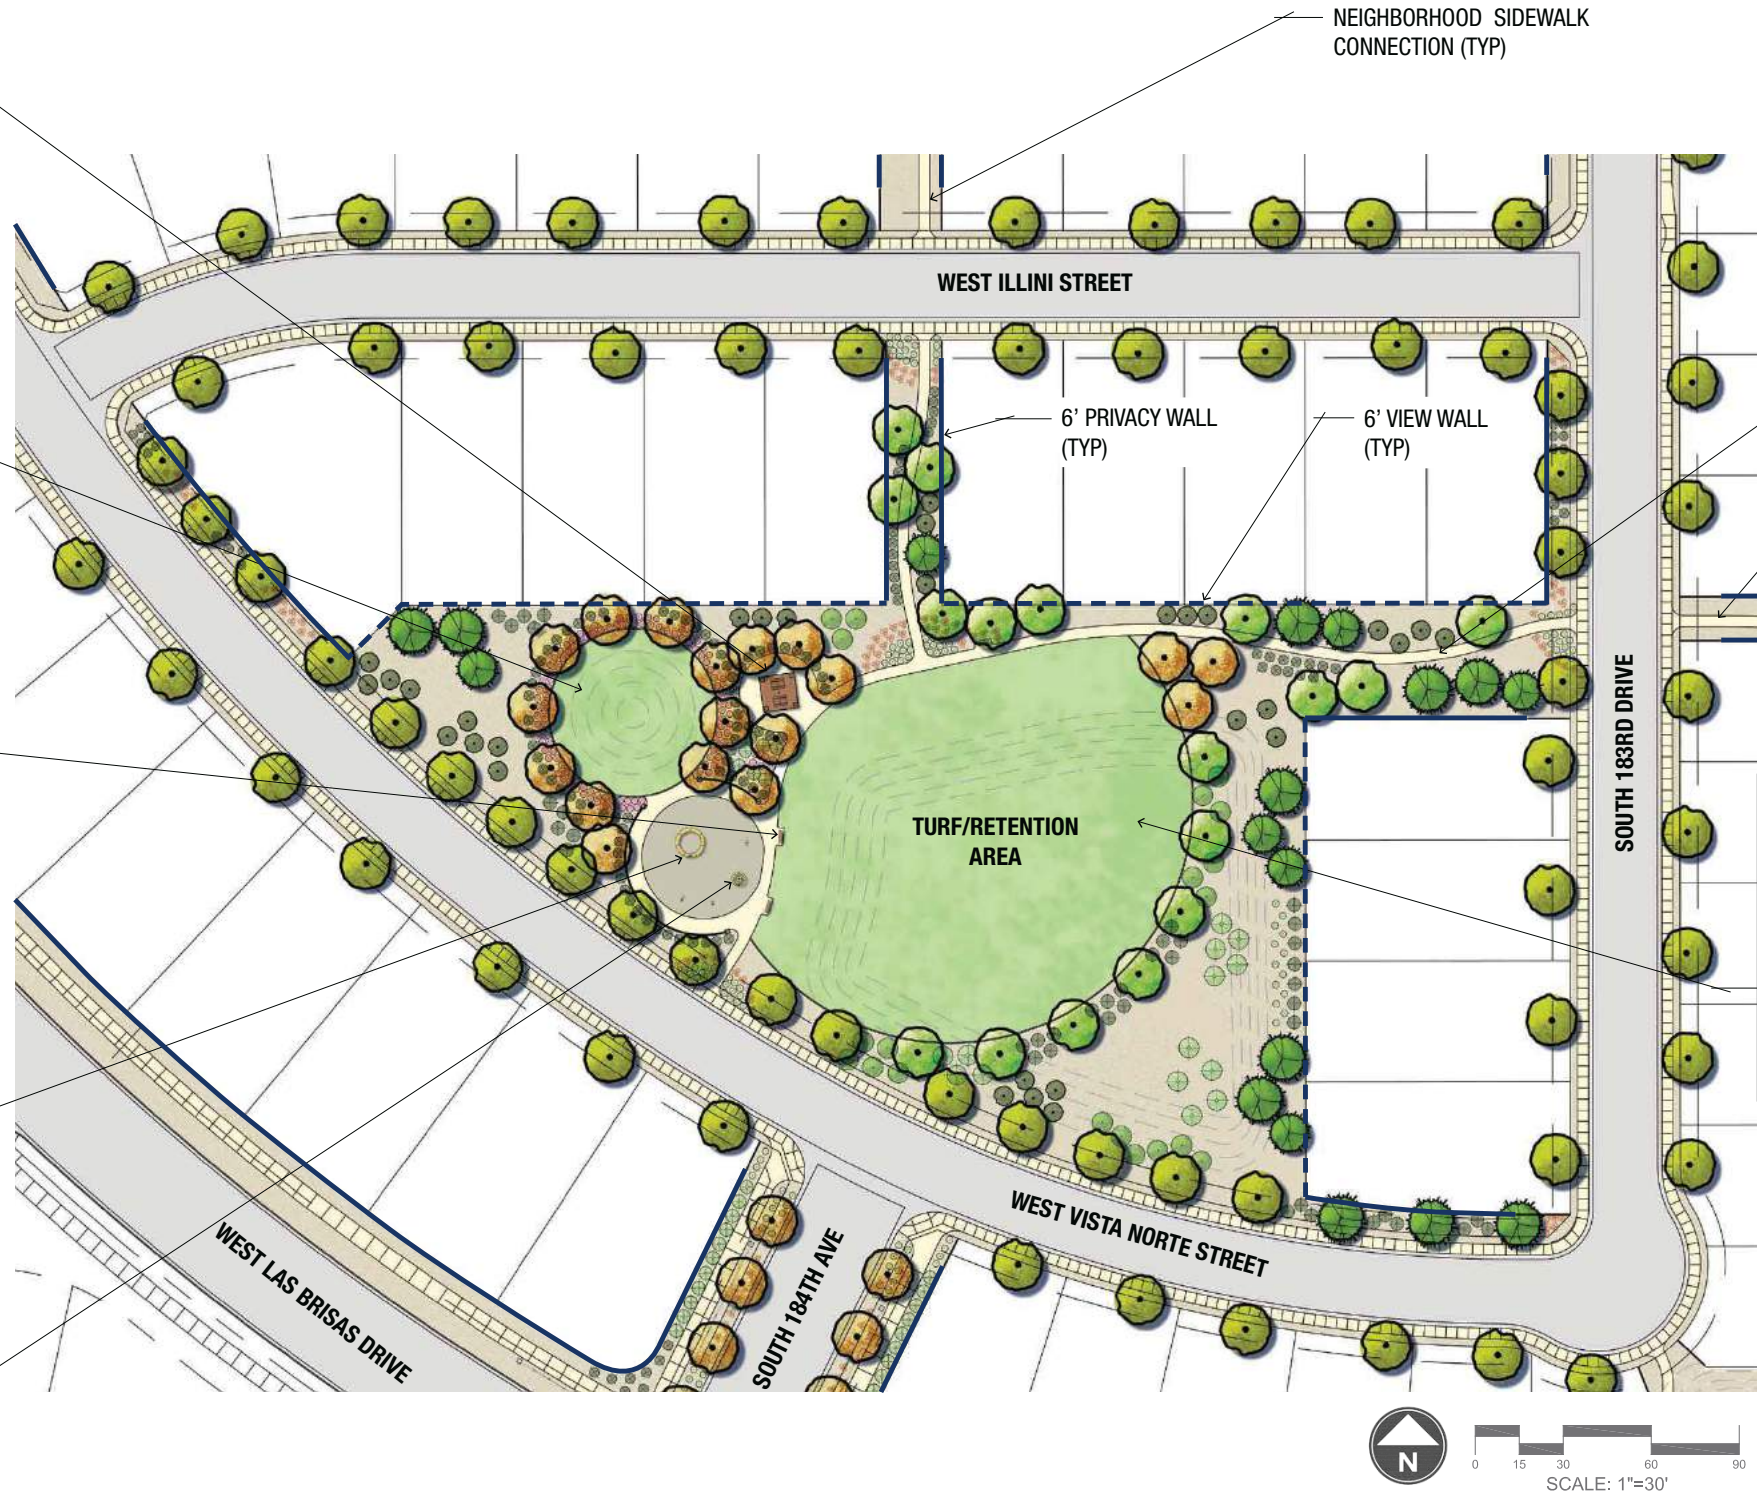 NEIGHBORHOOD SIDEWALK
CONNECTION (TYP)
WEST ILLINI STREET
6’ PRIVACY WALL
(TYP)
6’ VIEW WALL
(TYP)
SOUTH 183RD DRIVE
TURF/RETENTION
AREA
WEST VISTA NORTE STREET
WEST LAS BRISAS DRIVE
SOUTH 184TH AVE
N
0 15 30 60 90
SCALE: 1"=30'